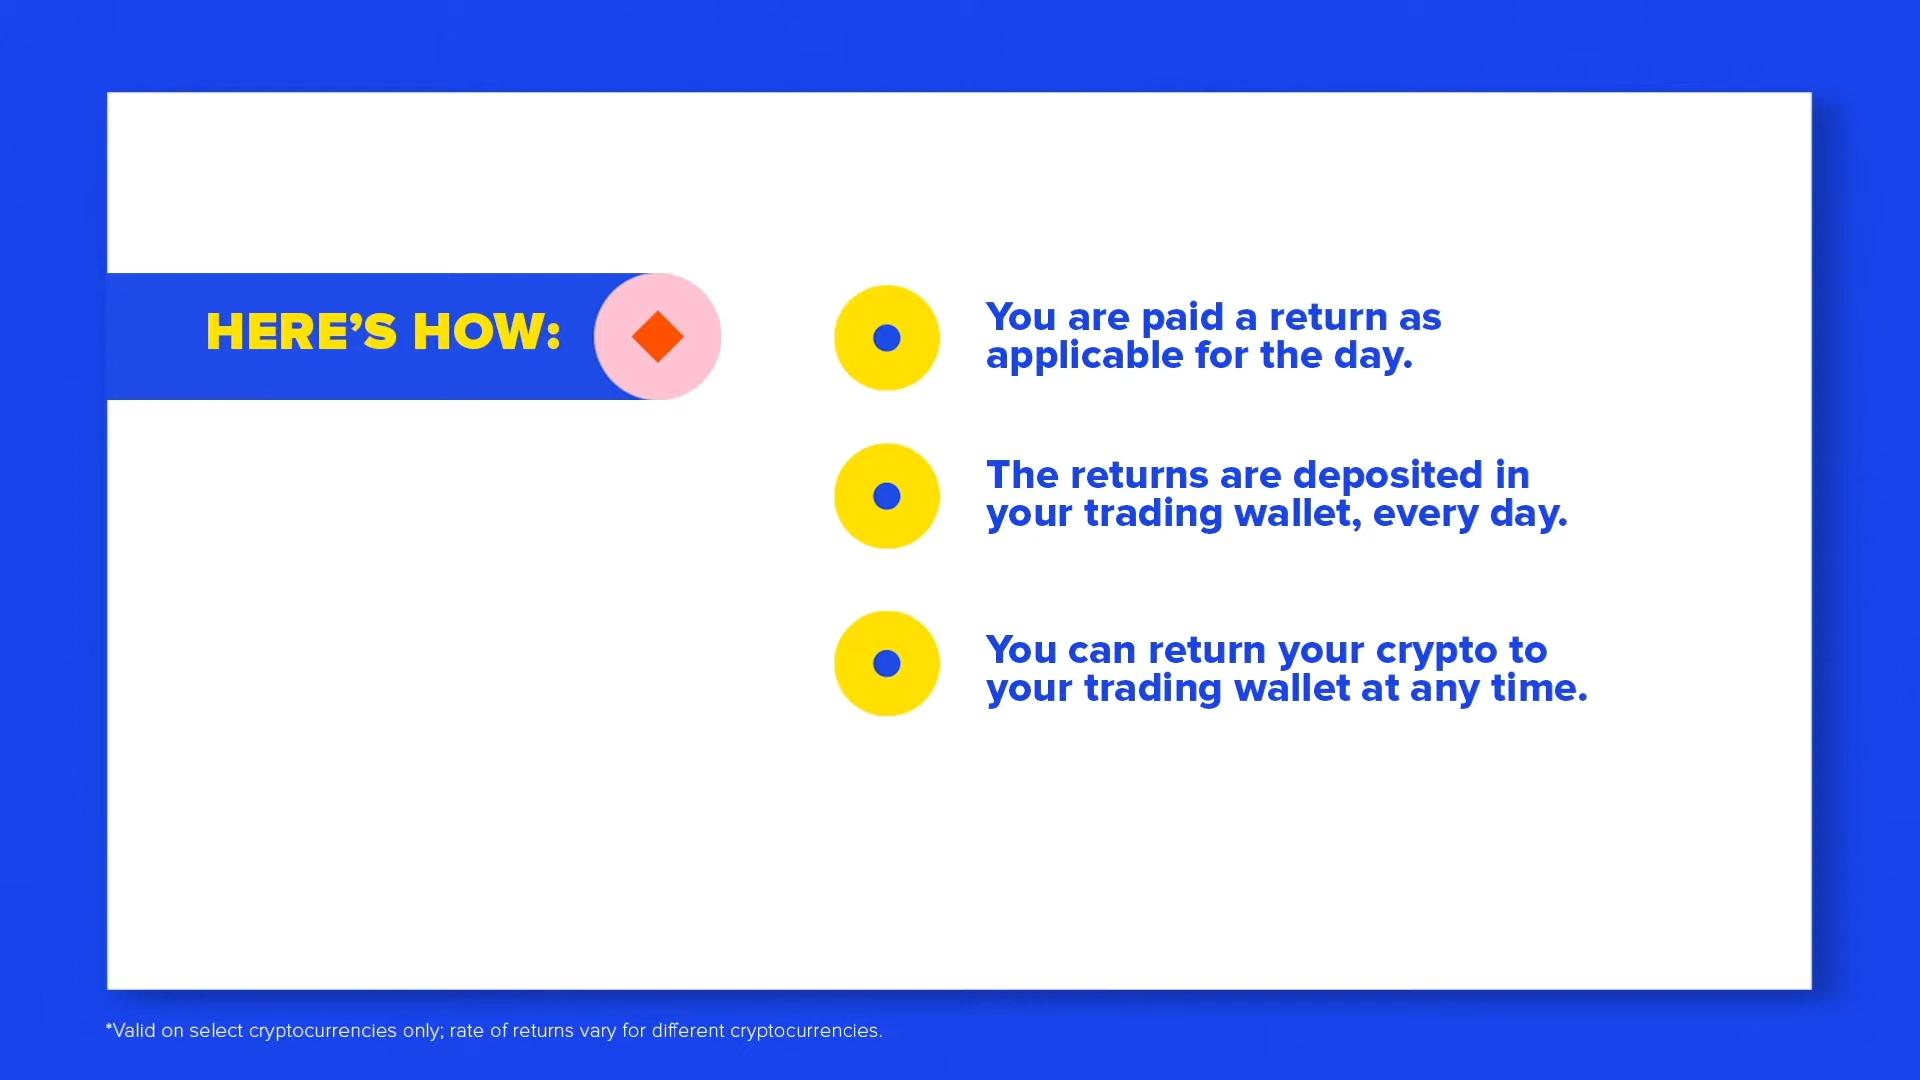 HERE’S HOW:
You are paid a return as
applicable for the day.
The returns are deposited in
your trading wallet, every day.
You can return your crypto to
your trading wallet at any time.
*Valid on select cryptocurrencies only; rate of returns vary for different cryptocurrencies.